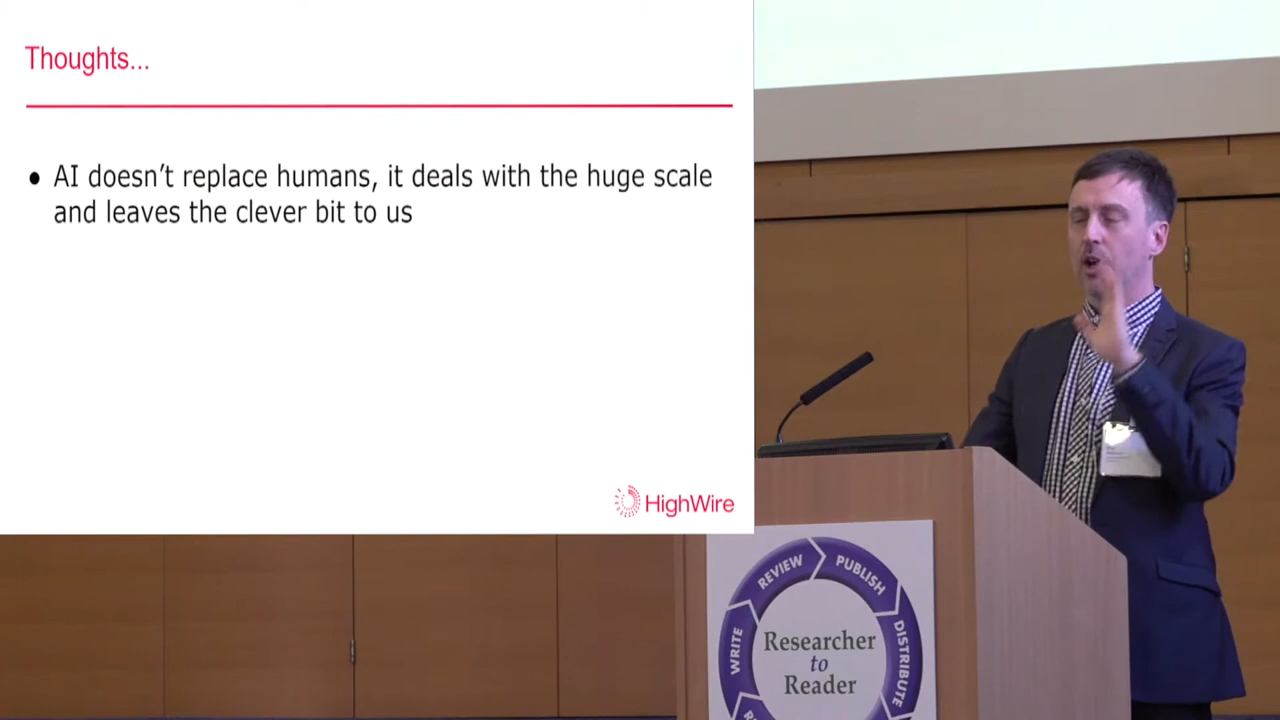 Thoughts...
• AI doesn't replace humans, it deals with the huge scale
and leaves the clever bit to us
HighWire
REVIEW
PUBLISH
WRITE
DISTRIBUTE
Researcher
to
Reader